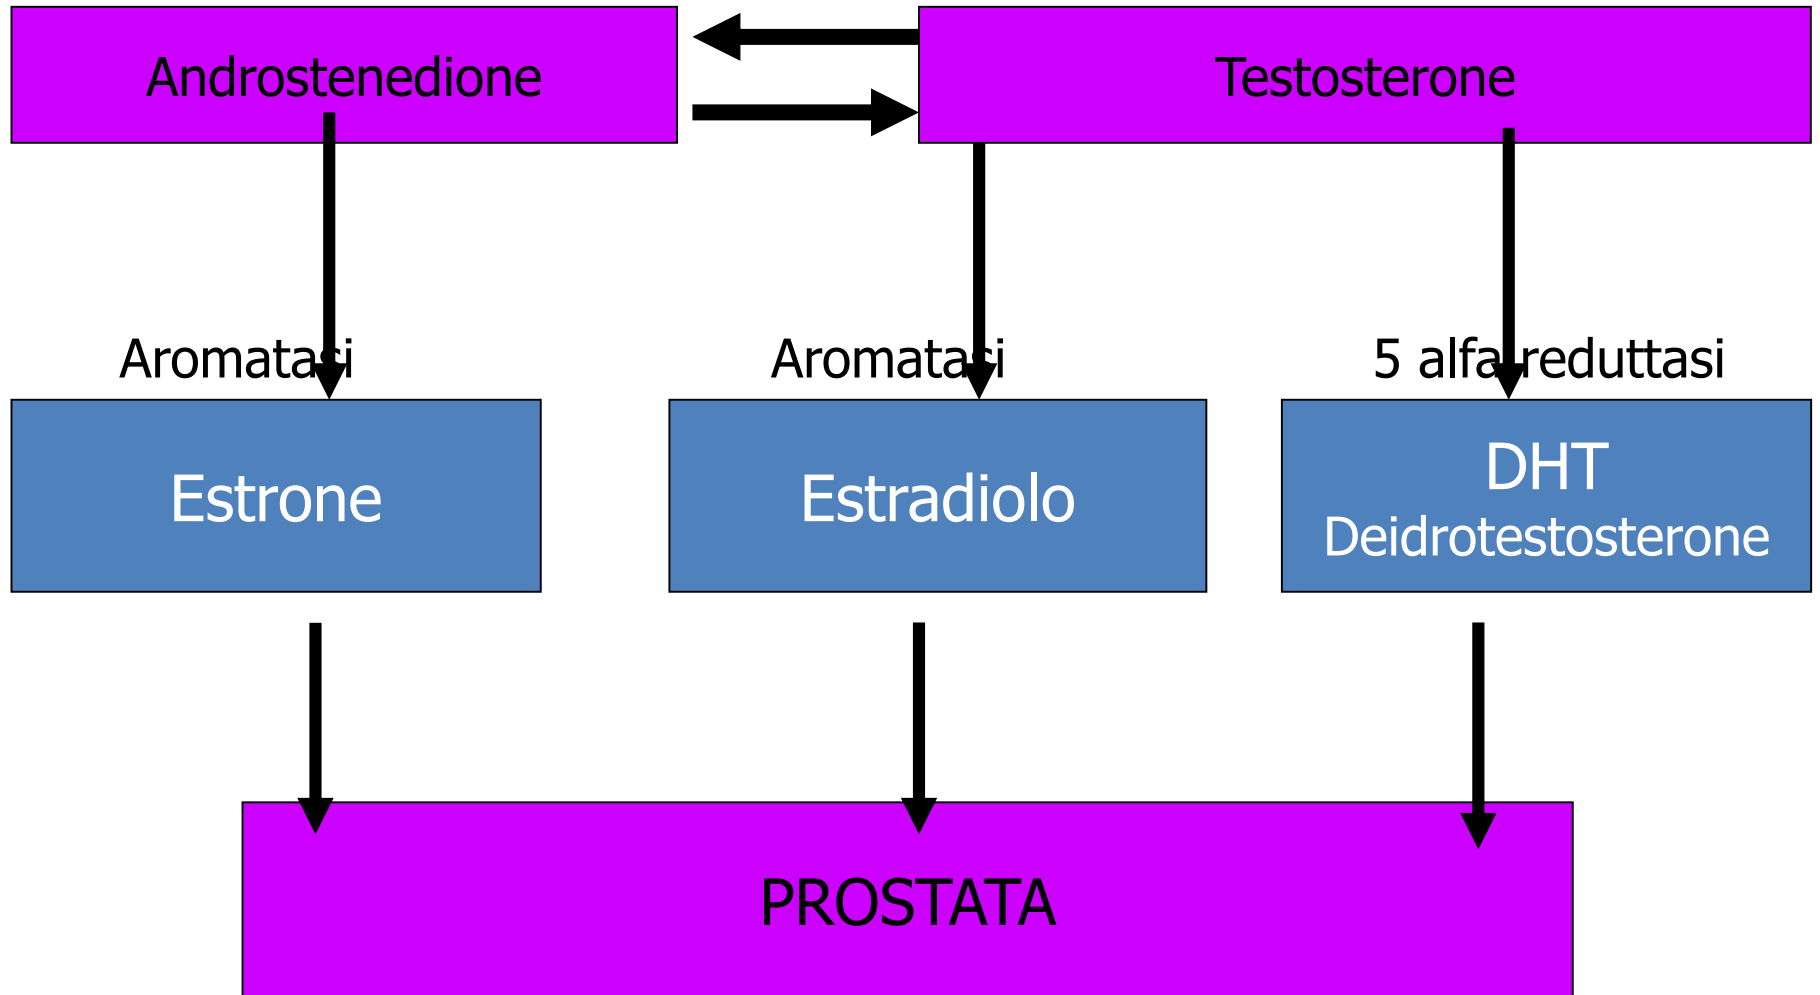 Androstenedione
Testosterone
Aromatasi
Aromatasi
5 alfa reduttasi
Estrone
Estradiolo
DHT
Deidrotestosterone
PROSTATA